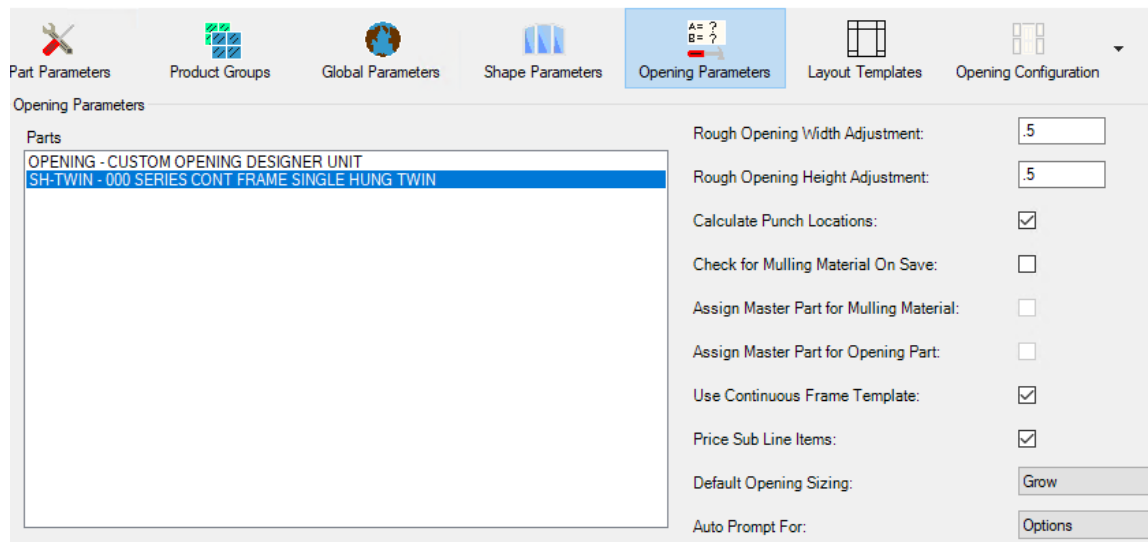 A= ?
B= ?
Part Parameters
Product Groups
Global Parameters
Shape Parameters
Opening Parameters
Layout Templates
Opening Configuration
Opening Parameters
Parts
OPENING - CUSTOM OPENING DESIGNER UNIT
SH-TWIN - 000 SERIES CONT FRAME SINGLE HUNG TWIN
Rough Opening Width Adjustment:
.5
Rough Opening Height Adjustment:
.5
Calculate Punch Locations:
Check for Mulling Material On Save:
Assign Master Part for Mulling Material:
Assign Master Part for Opening Part:
Use Continuous Frame Template:
Price Sub Line Items:
Default Opening Sizing:
Grow
Auto Prompt For:
Options